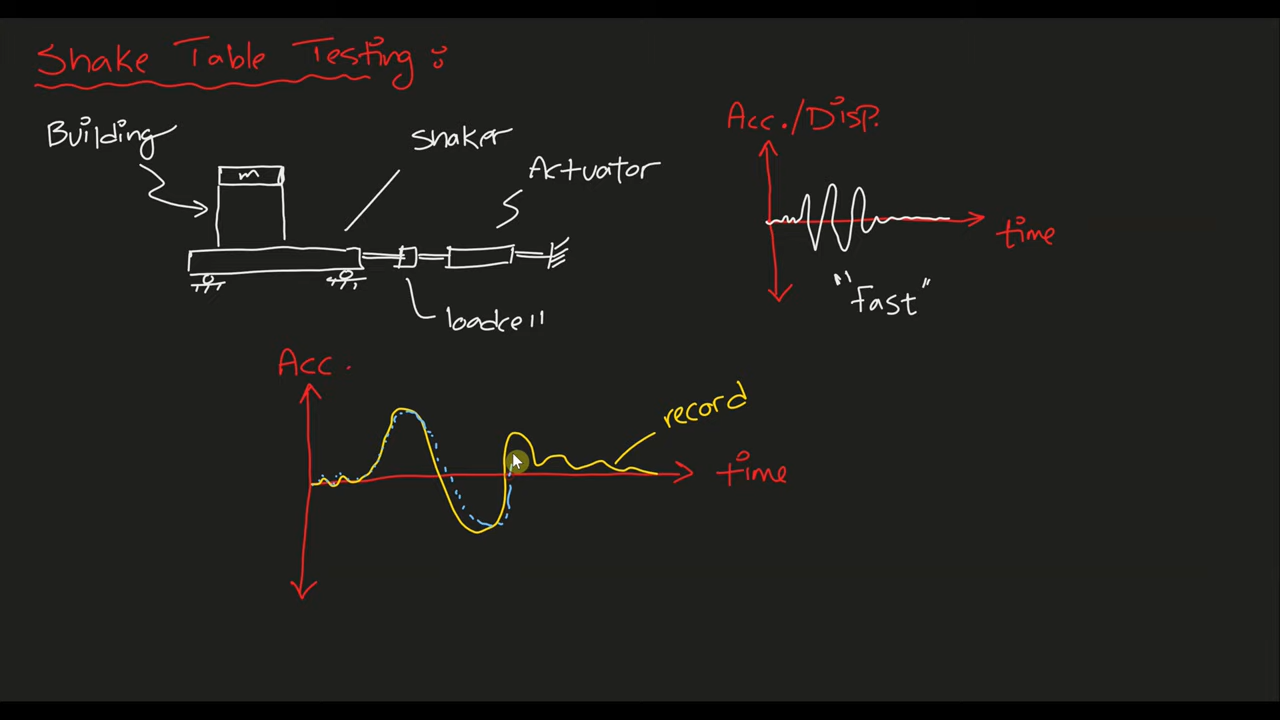 Shake Table Testing:
Building
shaker
m
Actuator
loadcell
Acc./Disp.
time
"fast"
Acc.
record
time